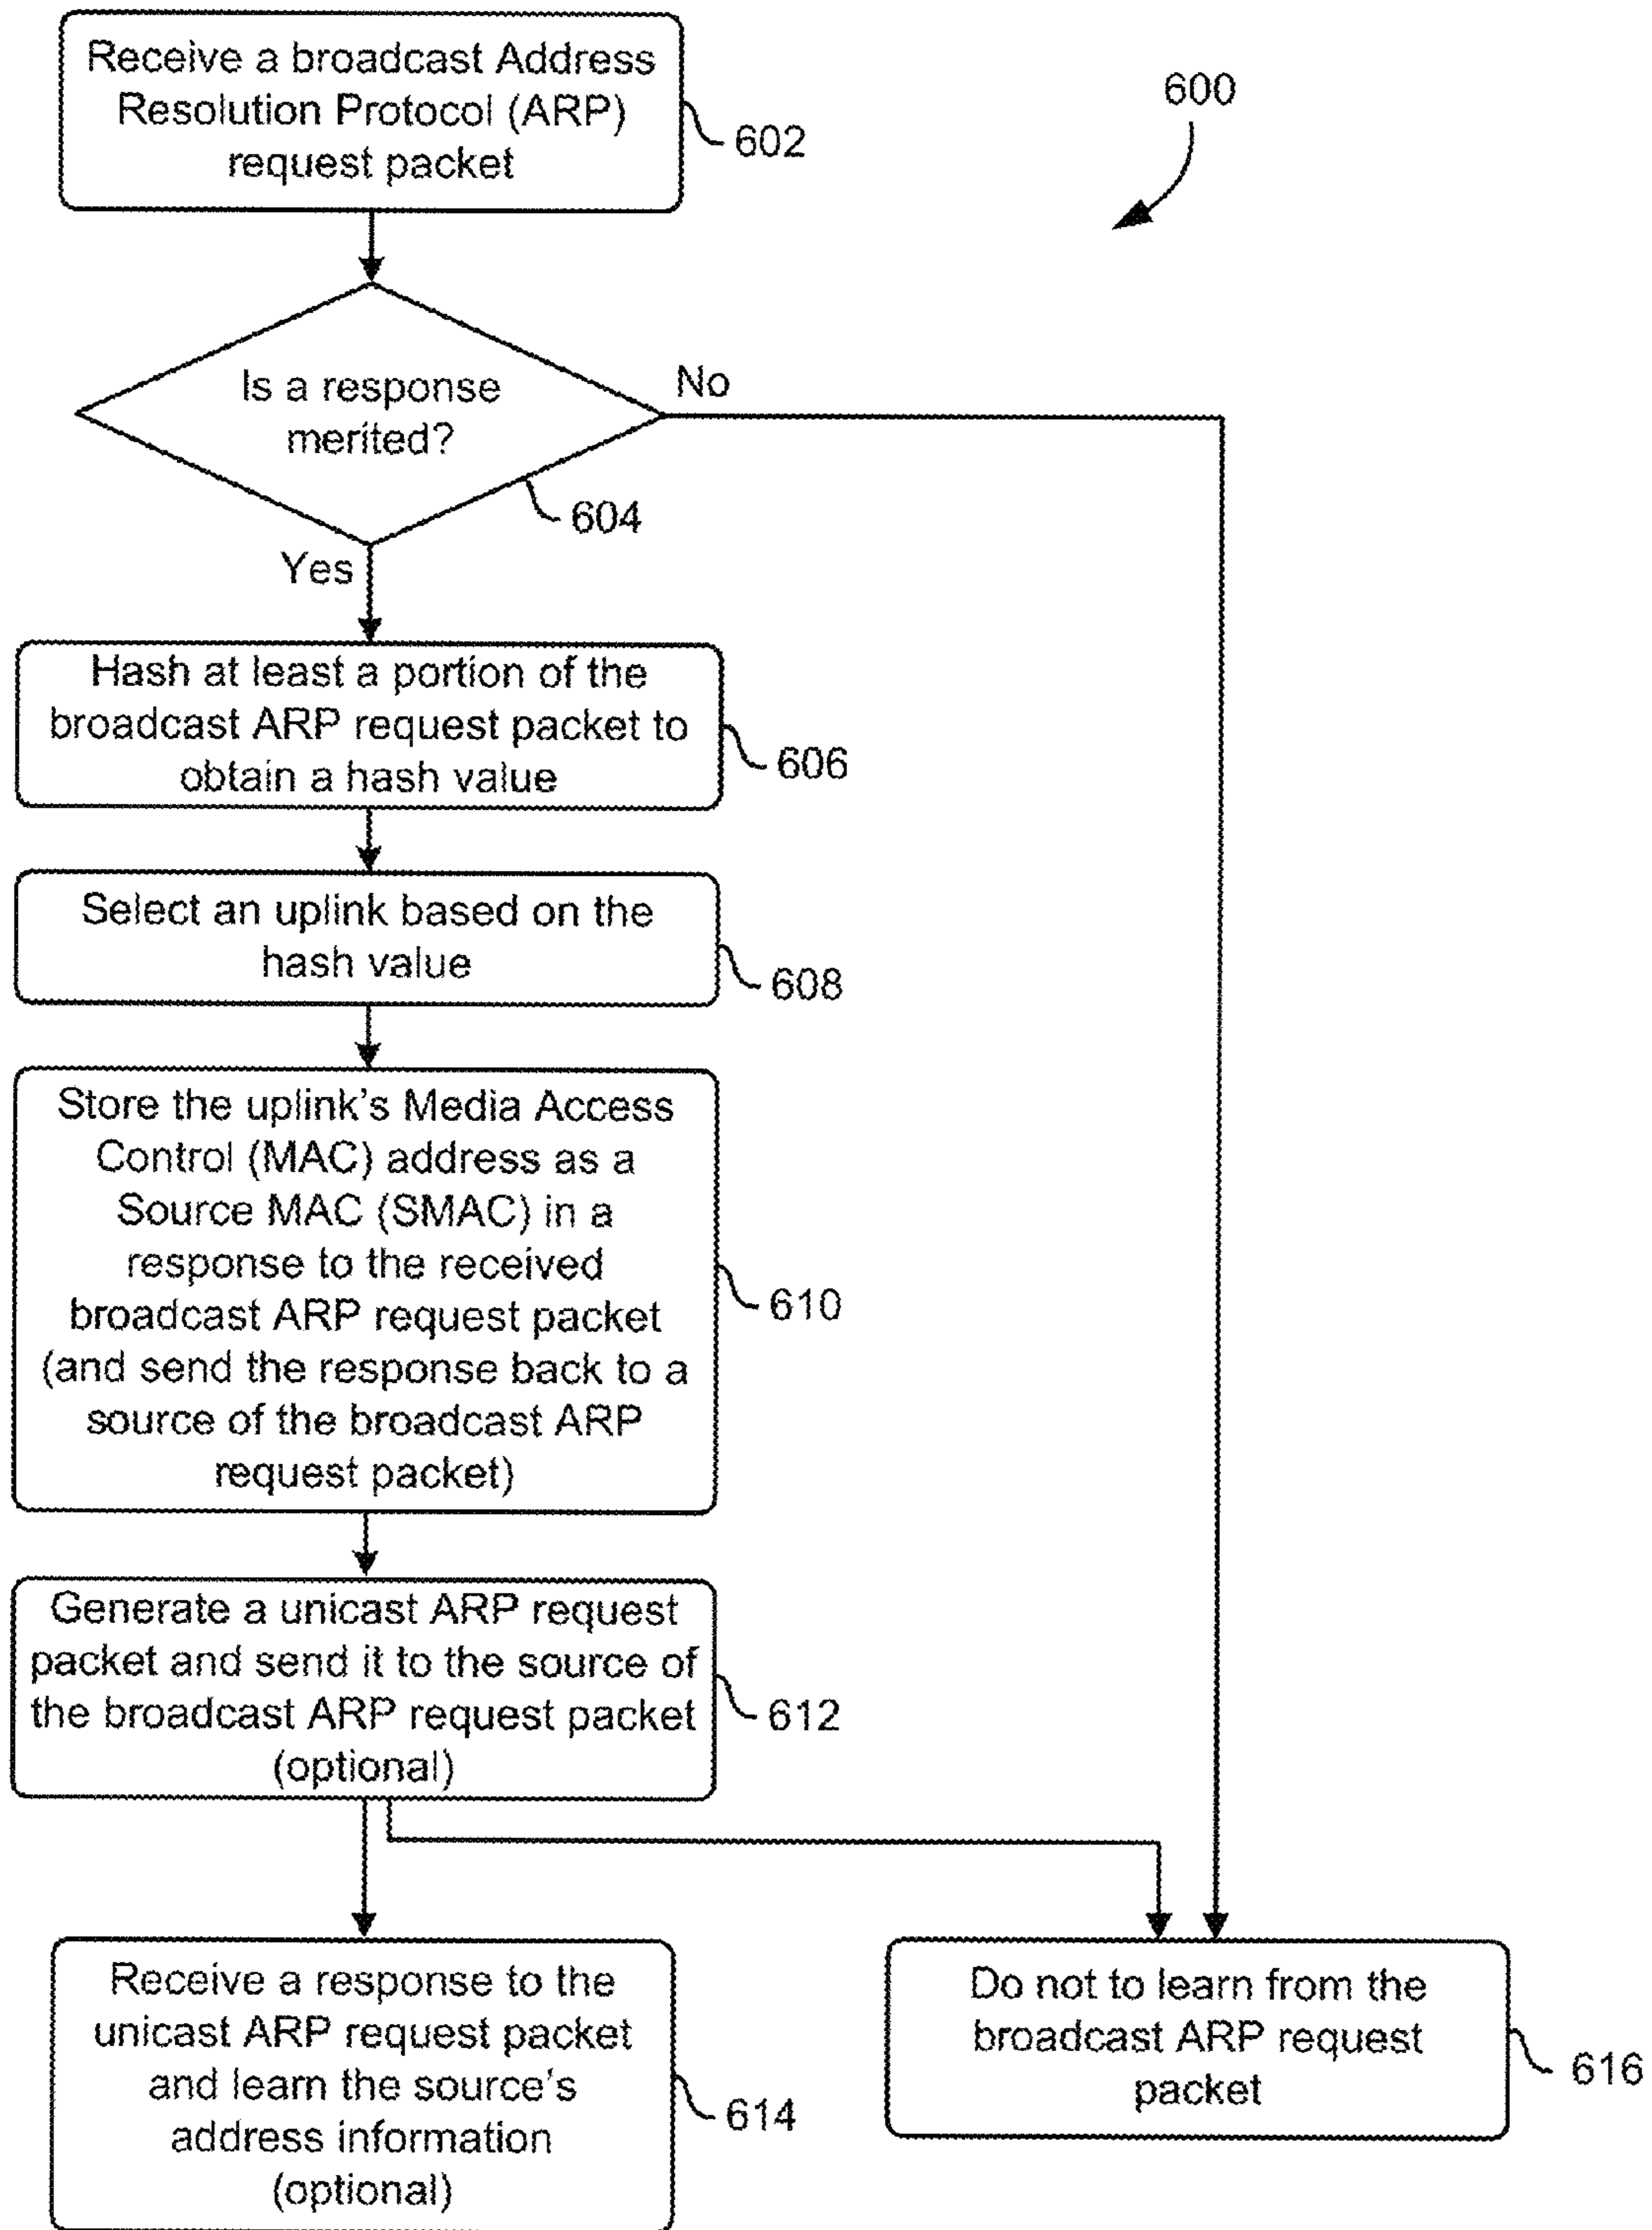 Receive a broadcast Address
Resolution Protocol (ARP)
request packet
602
600
Is a response
merited?
No
604
Yes
Hash at least a portion of the
broadcast ARP request packet to
obtain a hash value
606
Select an uplink based on the
hash value
608
Store the uplink's Media Access
Control (MAC) address as a
Source MAC (SMAC) in a
response to the received
broadcast ARP request packet
(and send the response back to a
source of the broadcast ARP
request packet)
610
Generate a unicast ARP request
packet and send it to the source of
the broadcast ARP request packet
(optional)
612
Receive a response to the
unicast ARP request packet
and learn the source's
address information
(optional)
614
Do not to learn from the
broadcast ARP request
packet
616